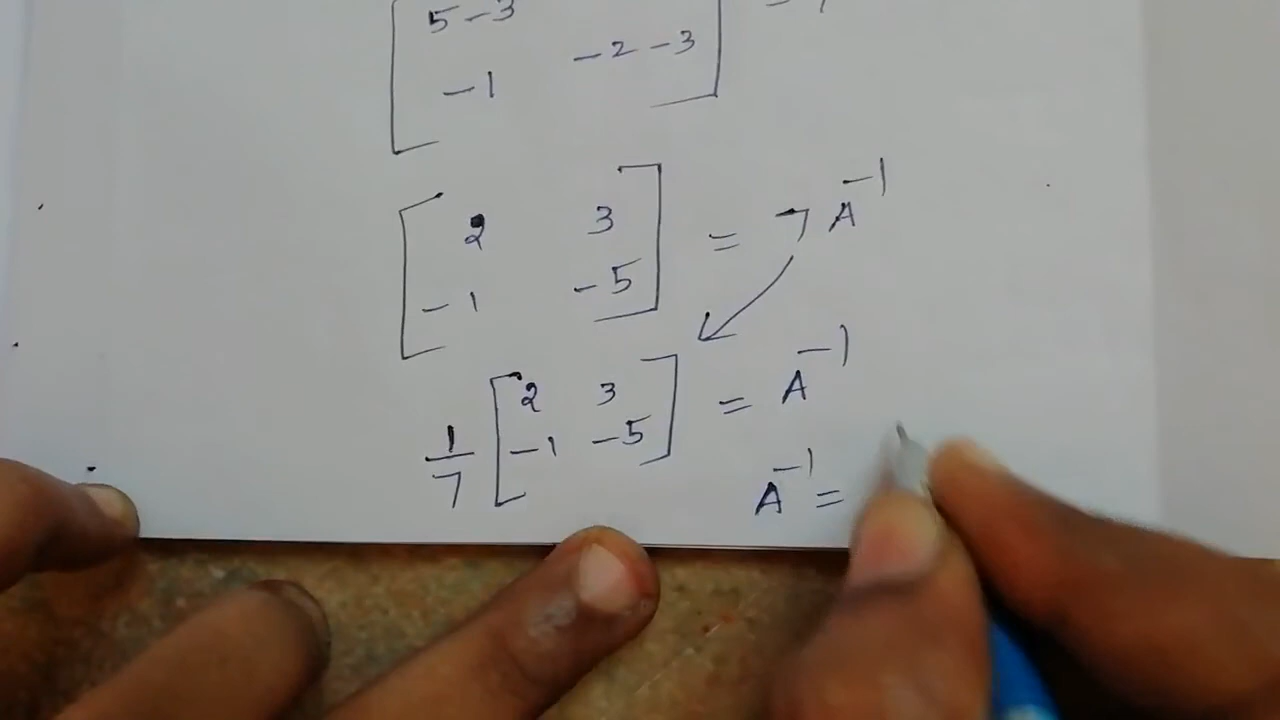 5-3
-2 -3
-1
2 3 = 7 A^-1
-1 -5
1/7 [ 2 3 = A^-1
-1 -5 ]
A^-1 =